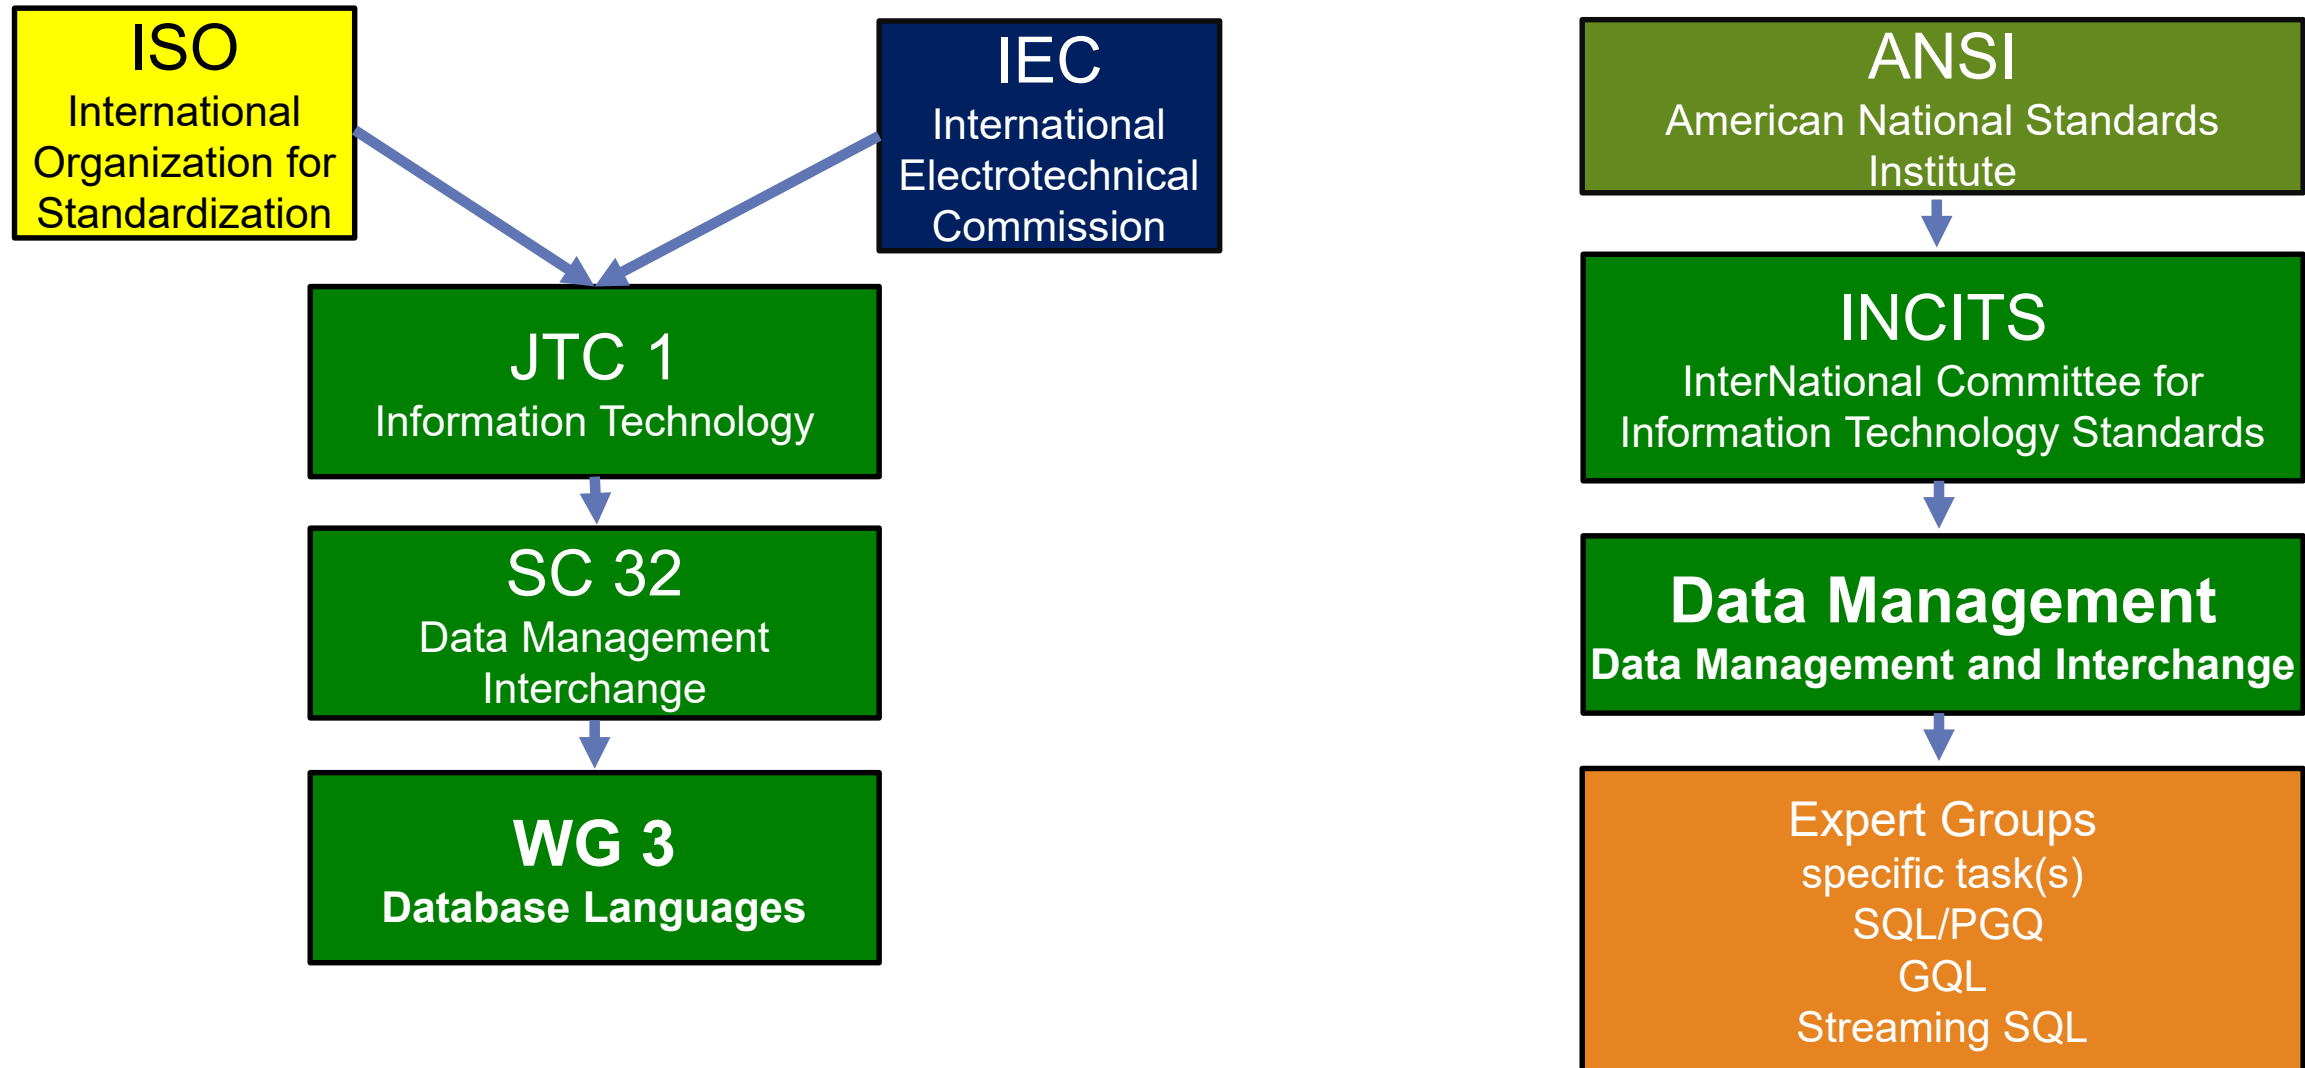 ISO
International
Organization for
Standardization
IEC
International
Electrotechnical
Commission
JTC 1
Information Technology
SC 32
Data Management
Interchange
WG 3
Database Languages
ANSI
American National Standards
Institute
INCITS
InterNational Committee for
Information Technology Standards
Data Management
Data Management and Interchange
Expert Groups
specific task(s)
SQL/PGQ
GQL
Streaming SQL